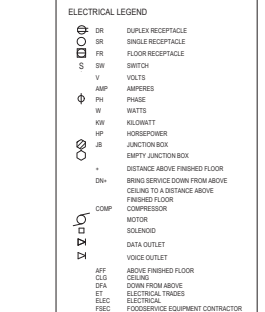 ELECTRICAL LEGEND
DR DUPLEX RECEPTACLE
SR SINGLE RECEPTACLE
FR FLOOR RECEPTACLE
S SW SWITCH
V VOLTS
AMP AMPERES
PH PHASE
W WATTS
KW KILOWATT
HP HORSEPOWER
JB JUNCTION BOX
EMPTY JUNCTION BOX
+ DISTANCE ABOVE FINISHED FLOOR
DN+ BRING SERVICE DOWN FROM ABOVE
CEILING TO A DISTANCE ABOVE
FINISHED FLOOR
COMP COMPRESSOR
MOTOR
SOLENOID
DATA OUTLET
VOICE OUTLET
AFF ABOVE FINISHED FLOOR
CLG CEILING
DFA DOWN FROM ABOVE
ET ELECTRICAL TRADES
ELEC ELECTRICAL
FSEC FOODSERVICE EQUIPMENT CONTRACTOR